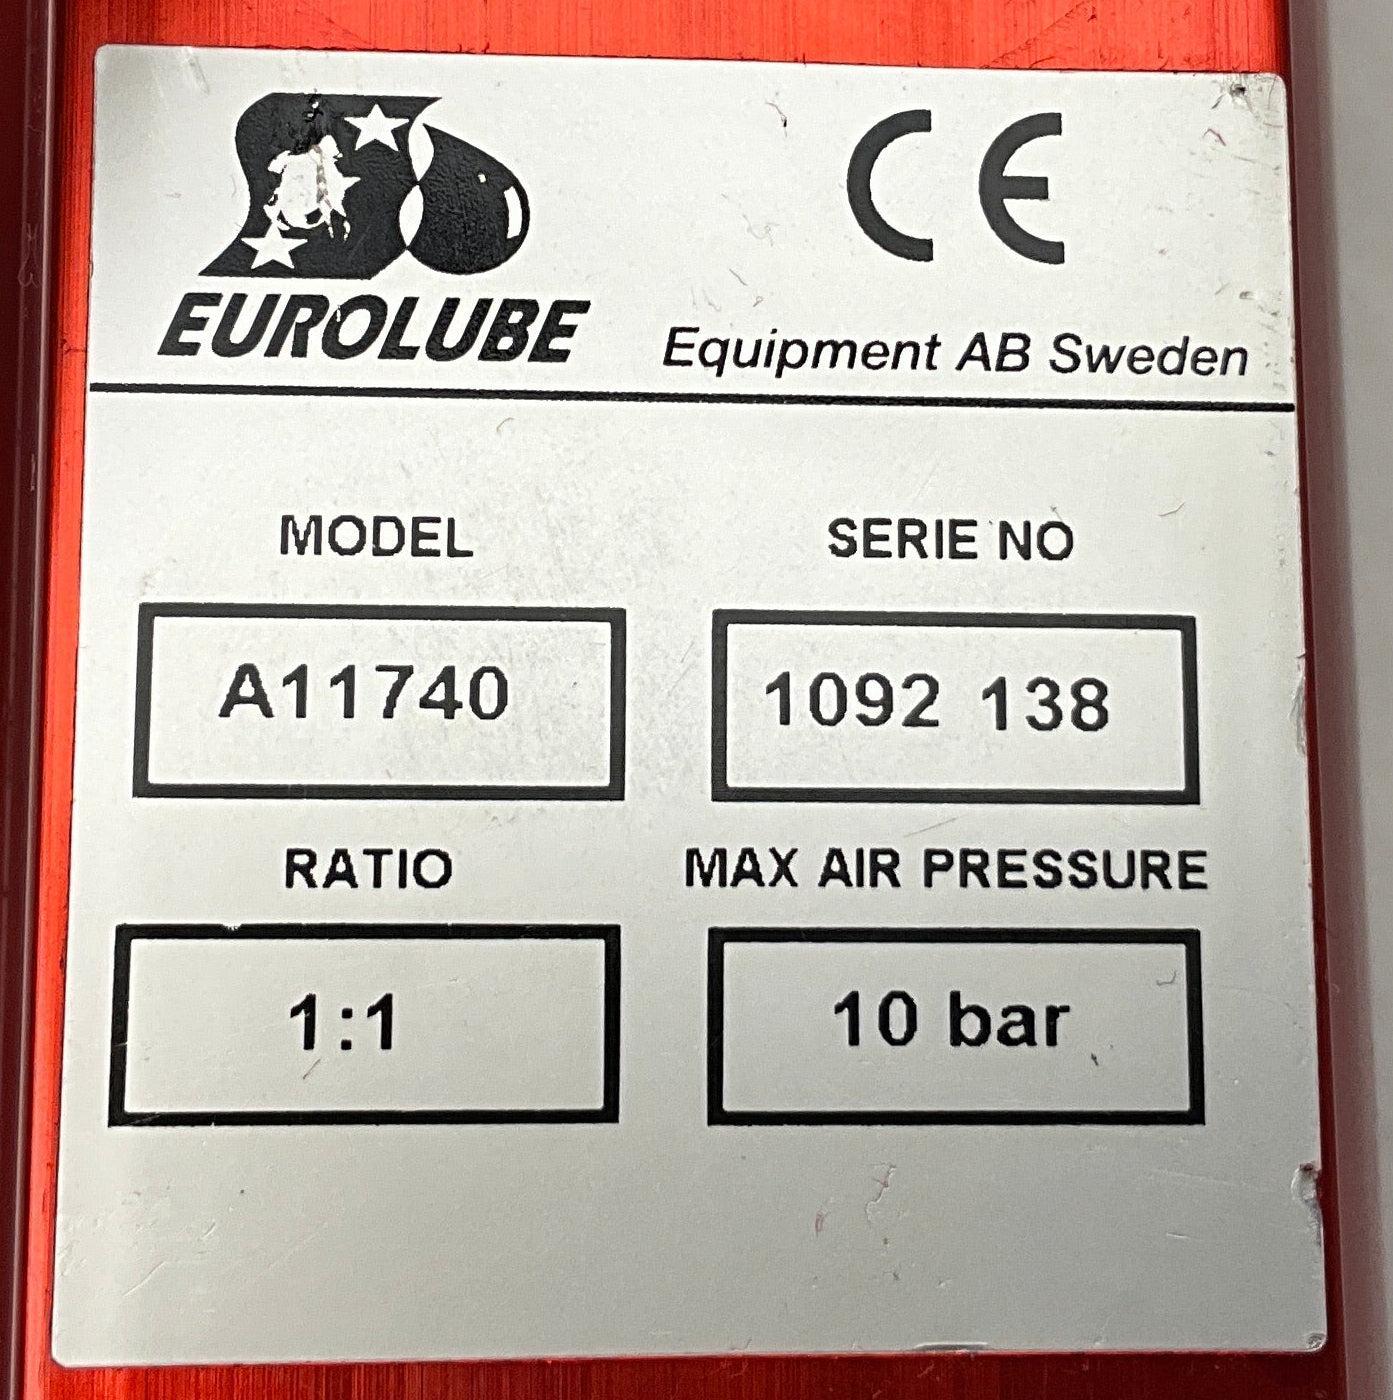 CE
EUROLUBE Equipment AB Sweden
MODEL SERIE NO
A11740 1092 138
RATIO MAX AIR PRESSURE
1:1 10 bar